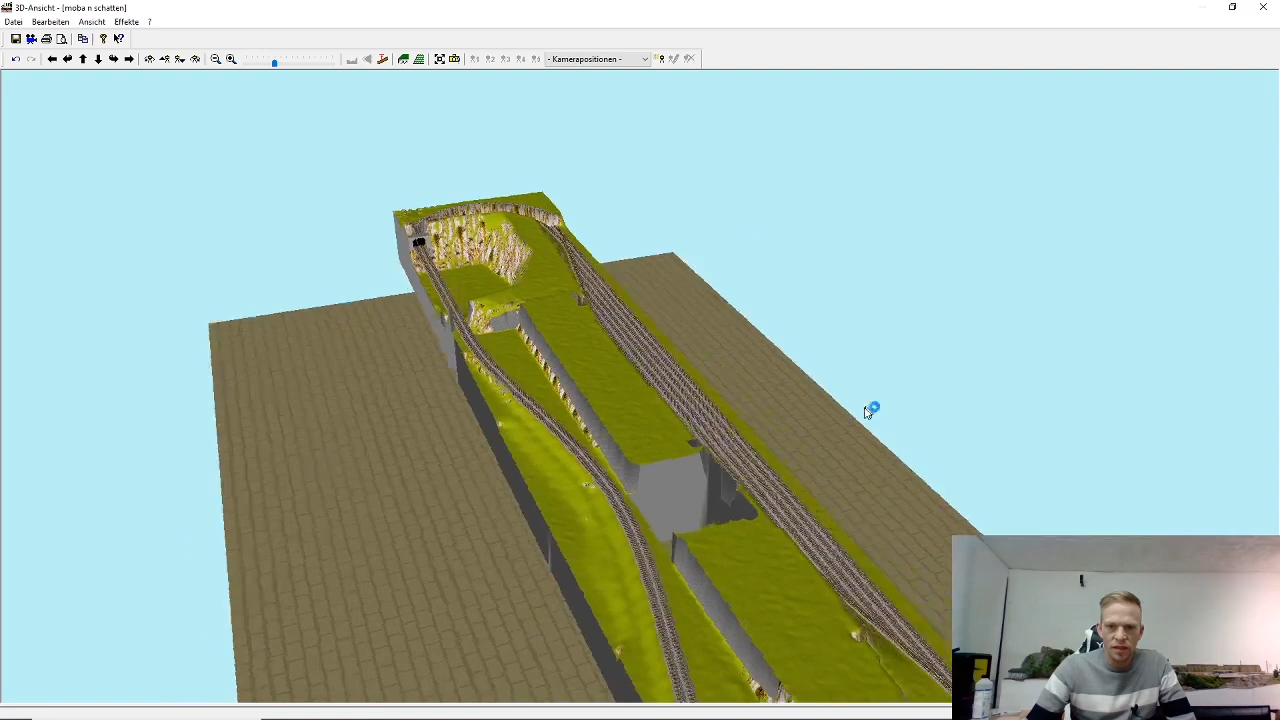 3D-Ansicht - [moba n schatten]
Datei Bearbeiten Ansicht Effekte ?
- Kamerapositionen -